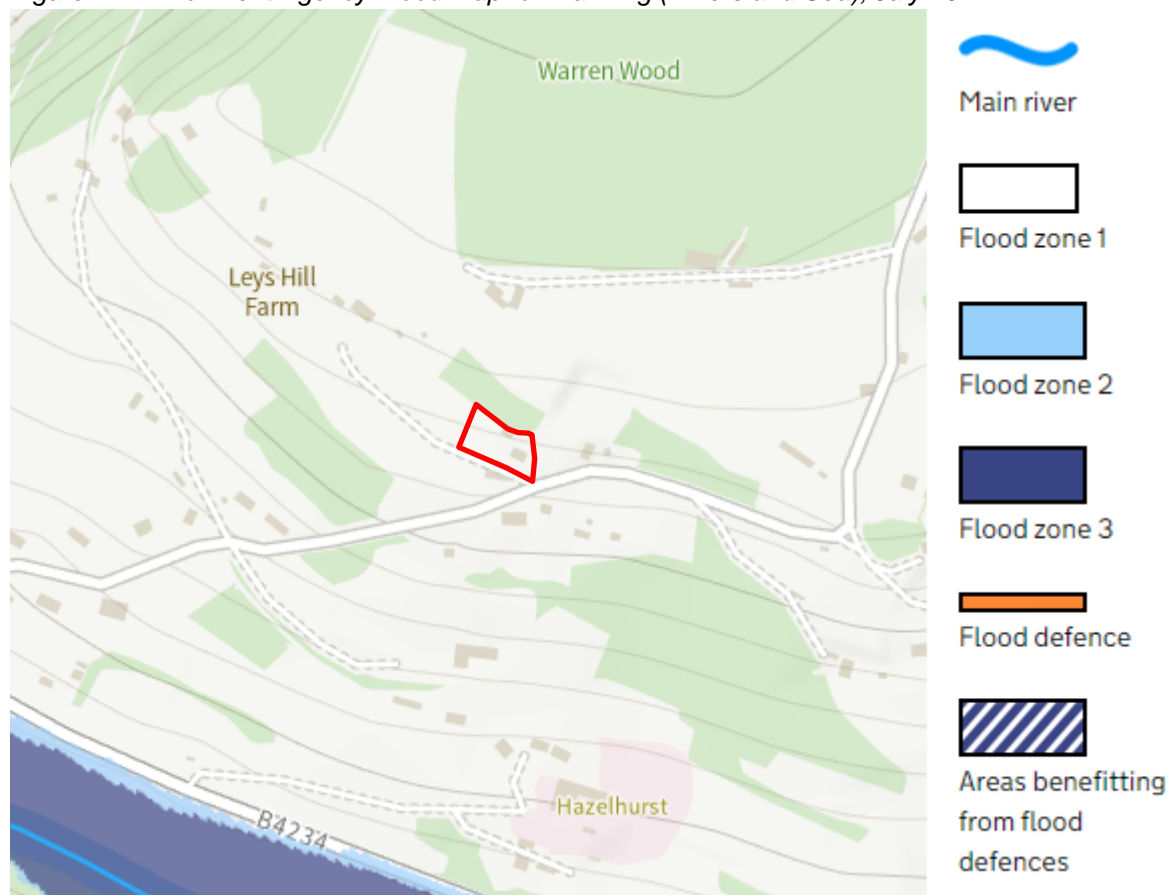 Warren Wood
Leys Hill
Farm
Hazelhurst
B4234
Main river
Flood zone 1
Flood zone 2
Flood zone 3
Flood defence
Areas benefitting
from flood
defences